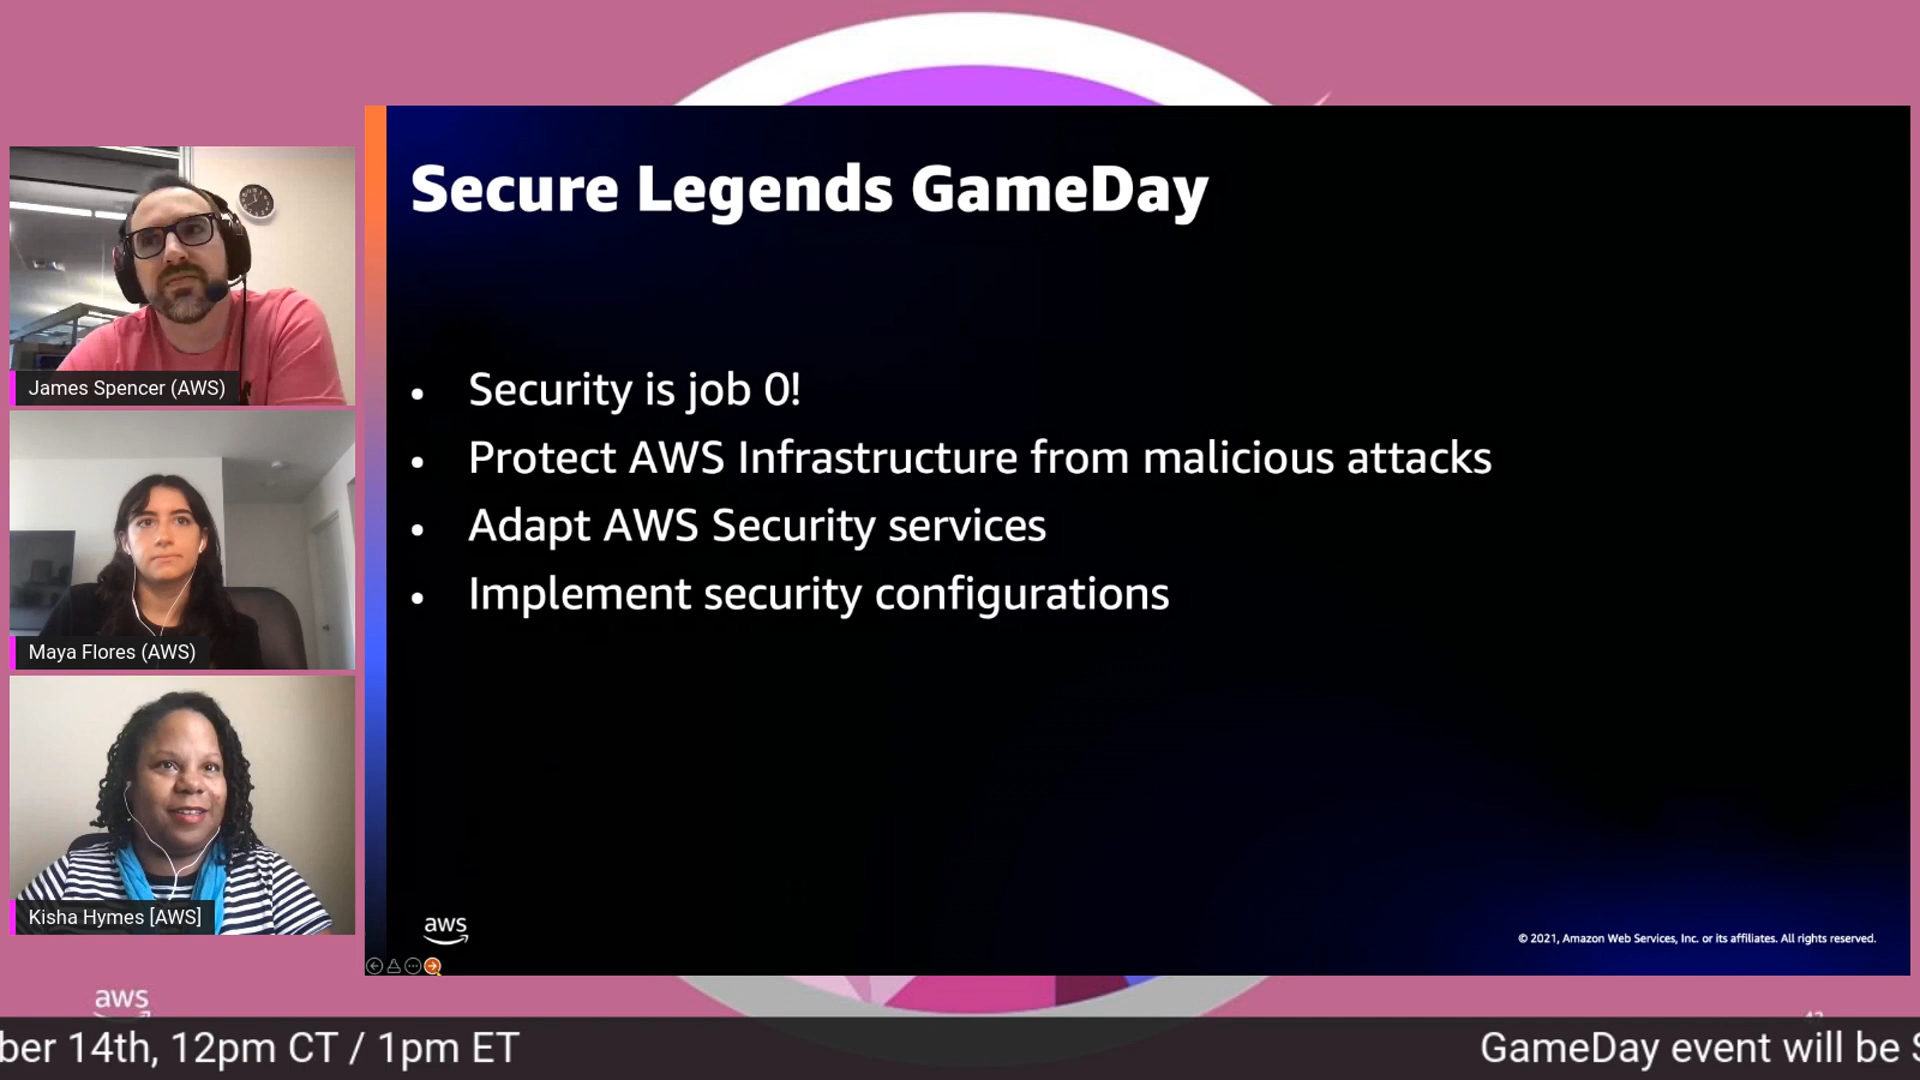 Secure Legends GameDay
• Security is job 0!
• Protect AWS Infrastructure from malicious attacks
• Adapt AWS Security services
• Implement security configurations
James Spencer (AWS)
Maya Flores (AWS)
Kisha Hymes [AWS]
aws
© 2021, Amazon Web Services, Inc. or its affiliates. All rights reserved.
aws
ber 14th, 12pm CT / 1pm ET
GameDay event will be